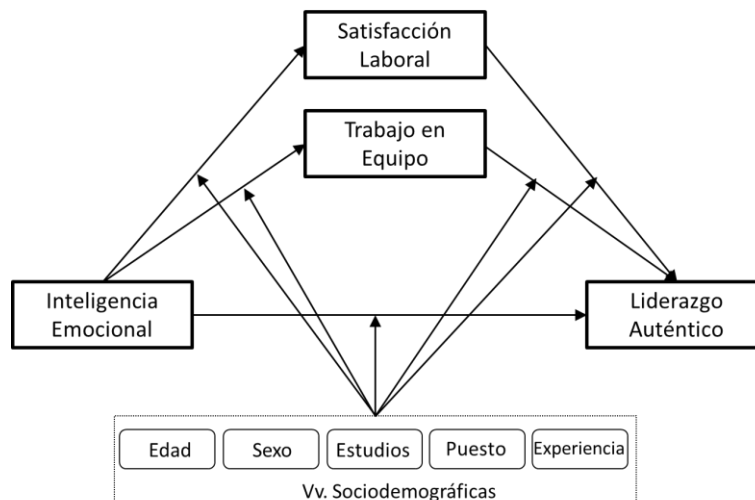 Satisfacción
Laboral
Trabajo en
Equipo
Inteligencia
Emocional
Liderazgo
Auténtico
Edad
Sexo
Estudios
Puesto
Experiencia
Vv. Sociodemográficas